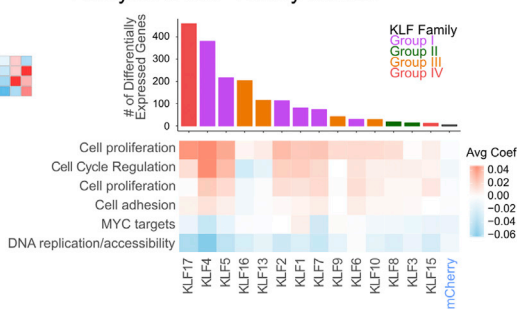 # of Differentially
Expressed Genes
400
300
200
100
0
KLF Family
Group I
Group II
Group III
Group IV
Cell proliferation
Cell Cycle Regulation
Cell proliferation
Cell adhesion
MYC targets
DNA replication/accessibility
Avg Coef
0.04
0.02
0.00
−0.02
−0.04
−0.06
KLF17
KLF4
KLF5
KLF16
KLF13
KLF2
KLF1
KLF7
KLF9
KLF6
KLF10
KLF8
KLF3
KLF15
mCherry